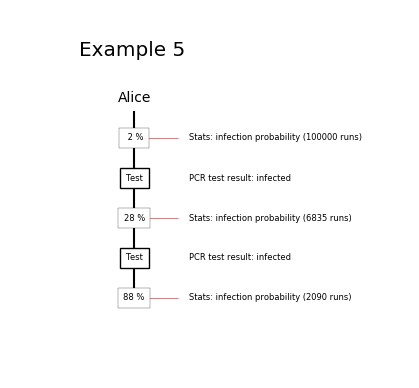 Example 5
Alice
2 % Stats: infection probability (100000 runs)
Test PCR test result: infected
28 % Stats: infection probability (6835 runs)
Test PCR test result: infected
88 % Stats: infection probability (2090 runs)